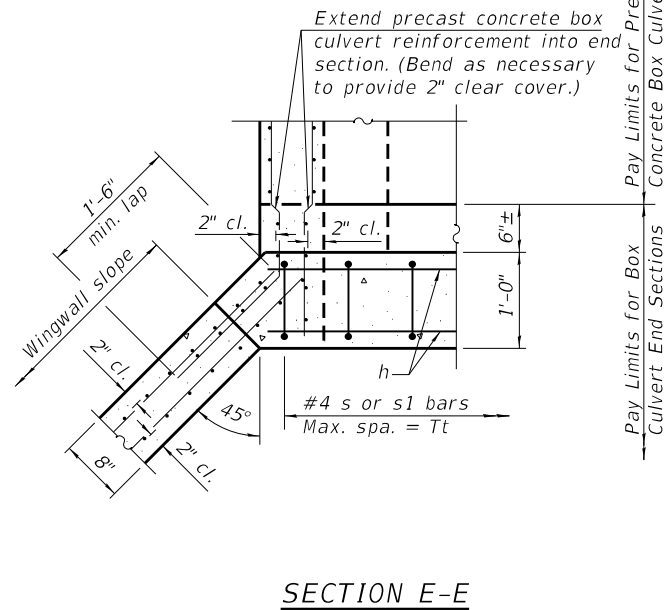 Extend precast concrete box
culvert reinforcement into end
section. (Bend as necessary
to provide 2" clear cover.)
Pay Limits for Pre
Concrete Box Culve
1'-6"
min. lap
2" cl.
2" cl.
6"±
Wingwall slope
1'-0"
Pay Limits for Box
Culvert End Sections
2" cl.
h
#4 s or s1 bars
Max. spa. = Tt
45°
8"
2" cl.
SECTION E-E